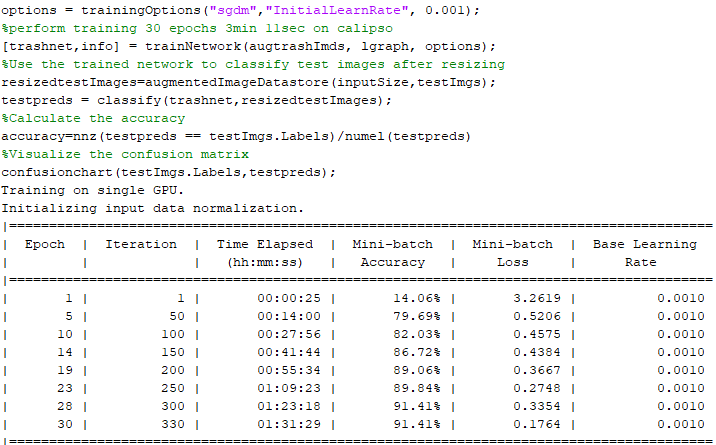 options = trainingOptions("sgdm","InitialLearnRate", 0.001);
%perform training 30 epochs 3min 11sec on calipso
[trashnet,info] = trainNetwork(augtrashImds, lgraph, options);
%Use the trained network to classify test images after resizing
resizedtestImages=augmentedImageDatastore(inputSize,testImgs);
testpreds = classify(trashnet,resizedtestImages);
%Calculate the accuracy
accuracy=nnz(testpreds == testImgs.Labels)/numel(testpreds)
%Visualize the confusion matrix
confusionchart(testImgs.Labels,testpreds);
Training on single GPU.
Initializing input data normalization.
|========================================================================================|
| Epoch | Iteration | Time Elapsed | Mini-batch | Mini-batch | Base Learning
| | | (hh:mm:ss) | Accuracy | Loss | Rate
|========================================================================================|
| 1 | 1 | 00:00:25 | 14.06% | 3.2619 | 0.0010
| 5 | 50 | 00:14:00 | 79.69% | 0.5206 | 0.0010
| 10 | 100 | 00:27:56 | 82.03% | 0.4575 | 0.0010
| 14 | 150 | 00:41:44 | 86.72% | 0.4384 | 0.0010
| 19 | 200 | 00:55:34 | 89.06% | 0.3667 | 0.0010
| 23 | 250 | 01:09:23 | 89.84% | 0.2748 | 0.0010
| 28 | 300 | 01:23:18 | 91.41% | 0.3354 | 0.0010
| 30 | 330 | 01:31:29 | 91.41% | 0.1764 | 0.0010
|========================================================================================|